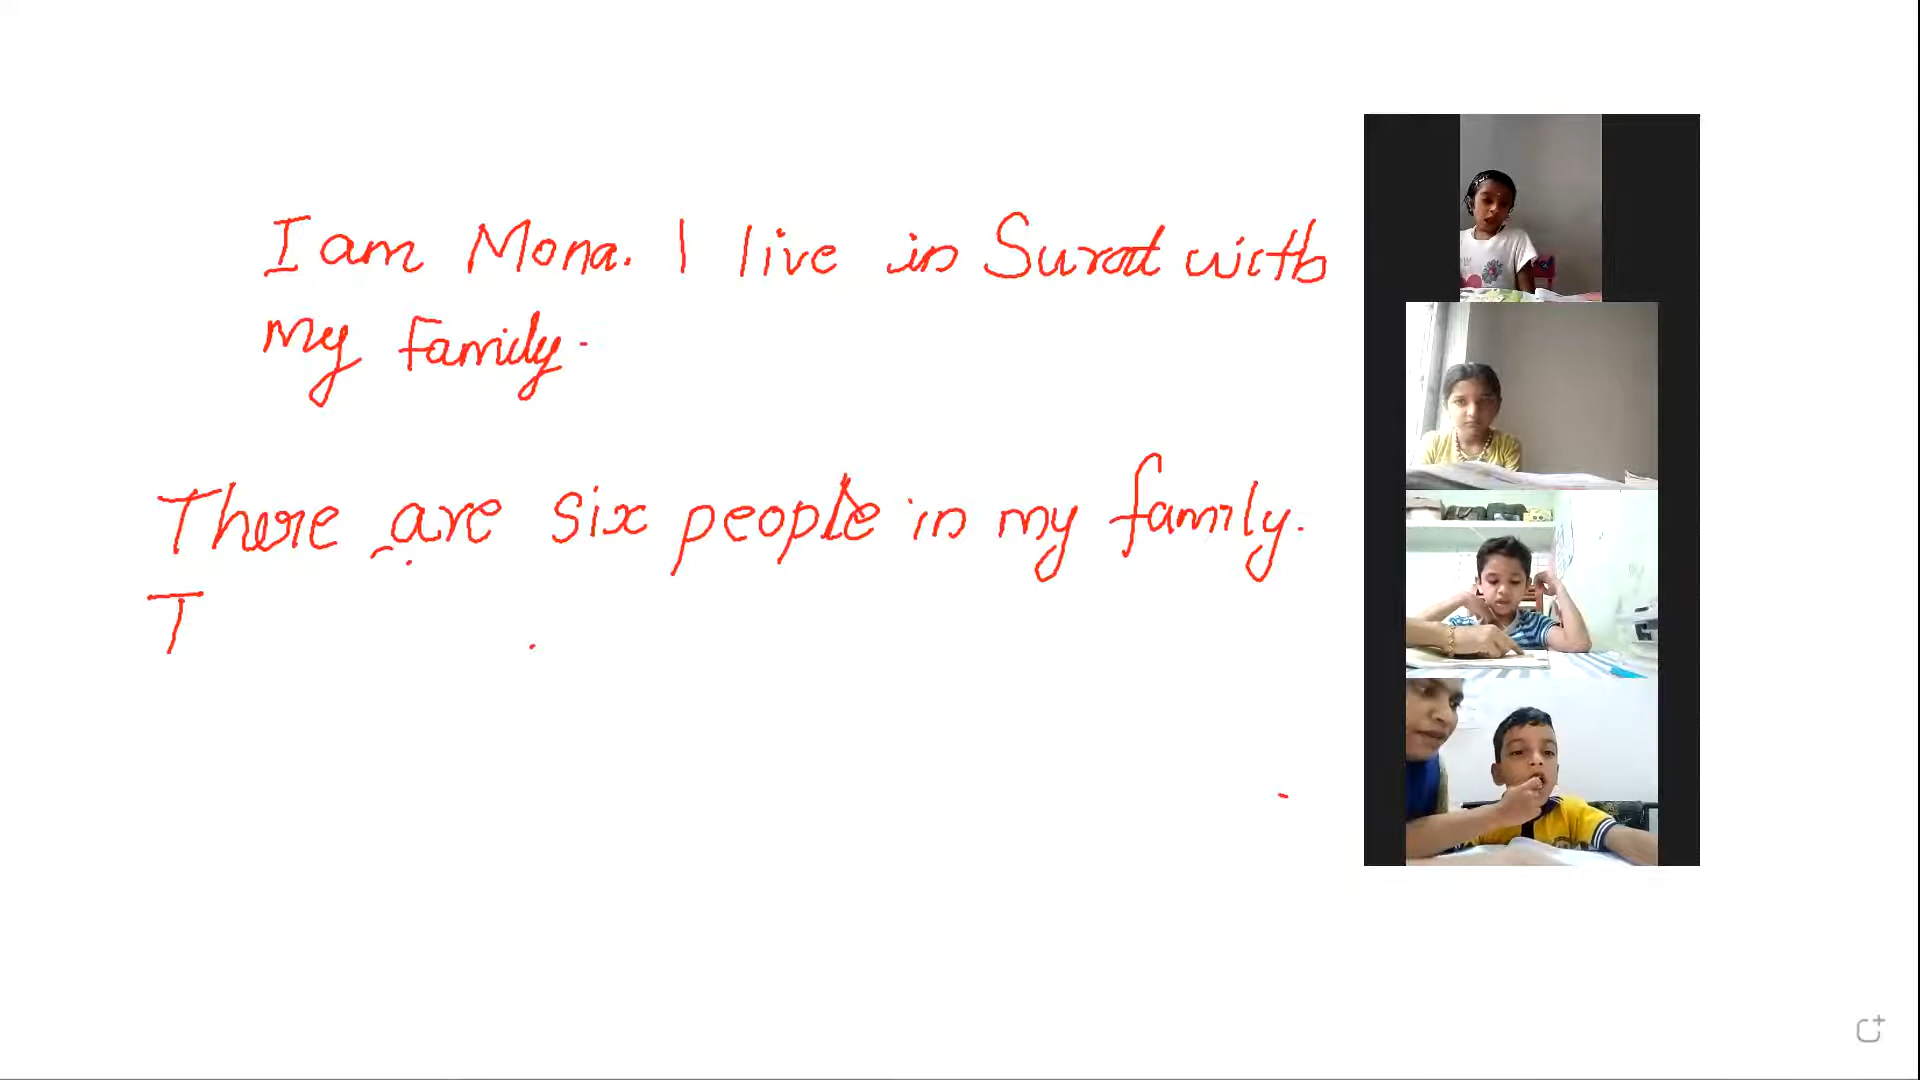 I am Mona. I live in Surat with
my family.
There are six people in my family.
T